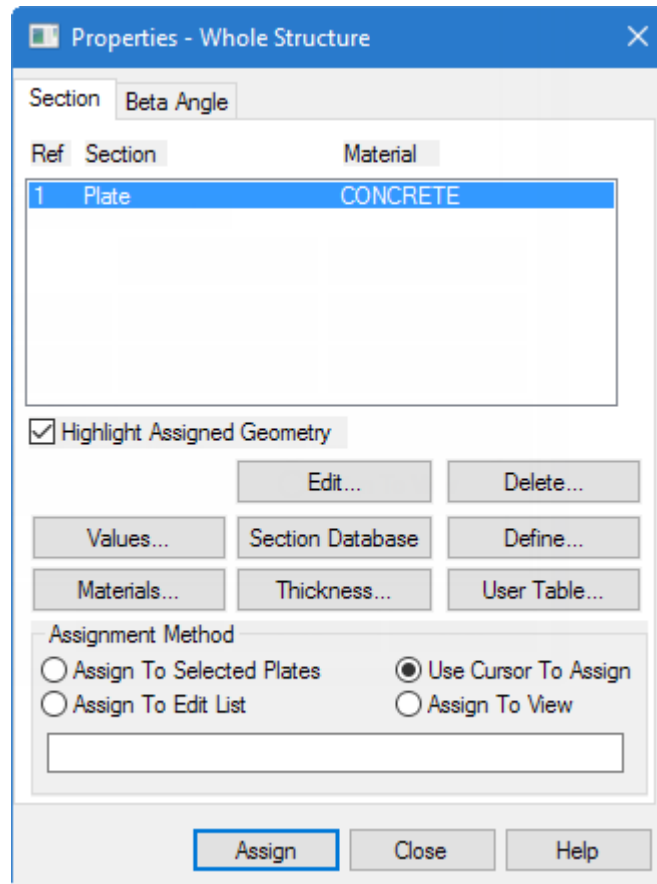 Properties - Whole Structure
Section Beta Angle
Ref Section Material
1 Plate CONCRETE
Highlight Assigned Geometry
Edit... Delete...
Values... Section Database Define...
Materials... Thickness... User Table...
Assignment Method
Assign To Selected Plates Use Cursor To Assign
Assign To Edit List Assign To View
Assign Close Help